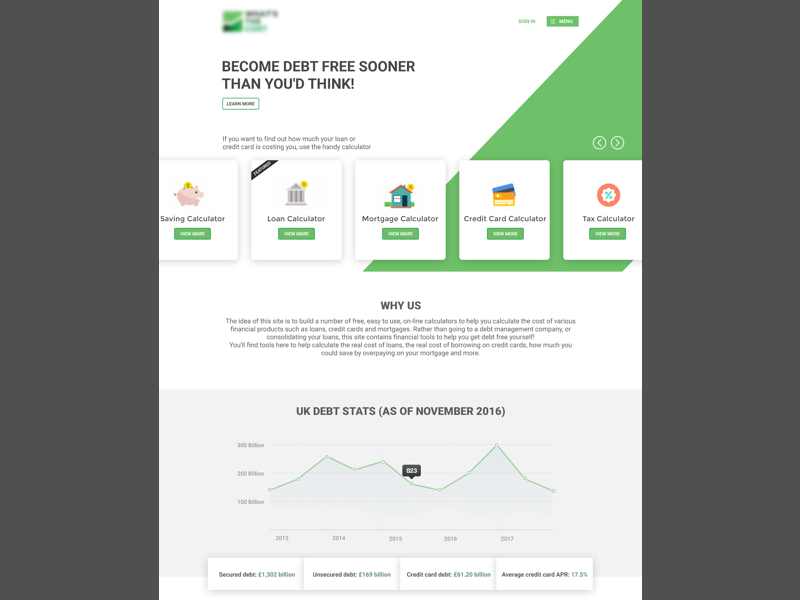 WHAT'S
THE
COST
SIGN IN
MENU
BECOME DEBT FREE SOONER
THAN YOU'D THINK!
LEARN MORE
If you want to find out how much your loan or
credit card is costing you, use the handy calculator
FEATURED
Saving Calculator
VIEW MORE
Loan Calculator
VIEW MORE
Mortgage Calculator
VIEW MORE
Credit Card Calculator
VIEW MORE
Tax Calculator
VIEW MORE
WHY US
The idea of this site is to build a number of free, easy to use, on-line calculators to help you calculate the cost of various
financial products such as loans, credit cards and mortgages. Rather than going to a debt management company, or
consolidating your loans, this site contains financial tools to help you get debt free yourself!
You'll find tools here to help calculate the real cost of loans, the real cost of borrowing on credit cards, how much you
could save by overpaying on your mortgage and more.
UK DEBT STATS (AS OF NOVEMBER 2016)
300 Billion
200 Billion
100 Billion
823
2013 2014 2015 2016 2017
Secured debt: £1,302 billion
Unsecured debt: £169 billion
Credit card debt: £61.20 billion
Average credit card APR: 17.5%